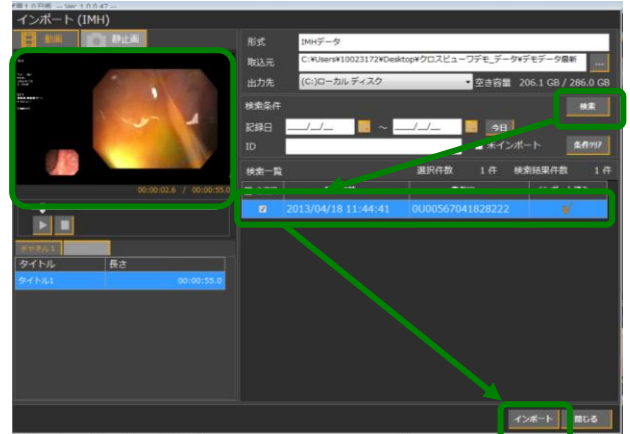 インポート (IMH)
動画
静止画
00:00:02.6 / 00:00:55.0
チャネル1
タイトル 長さ
タイトル1 00:00:55.0
形式 IMHデータ
取込元 C:¥Users¥10023172¥Desktop¥クロスビューワデモ_データ¥デモデータ最新 ...
出力先 (C:)ローカル ディスク 空き容量 206.1 GB / 286.0 GB
検索条件 検索
記録日 __/__/__ ~ __/__/__ 今日
ID 未インポート 条件クリア
検索一覧 選択件数 1 件 検索結果件数 1 件
2013/04/18 11:44:41 0U00567041828222
インポート 閉じる